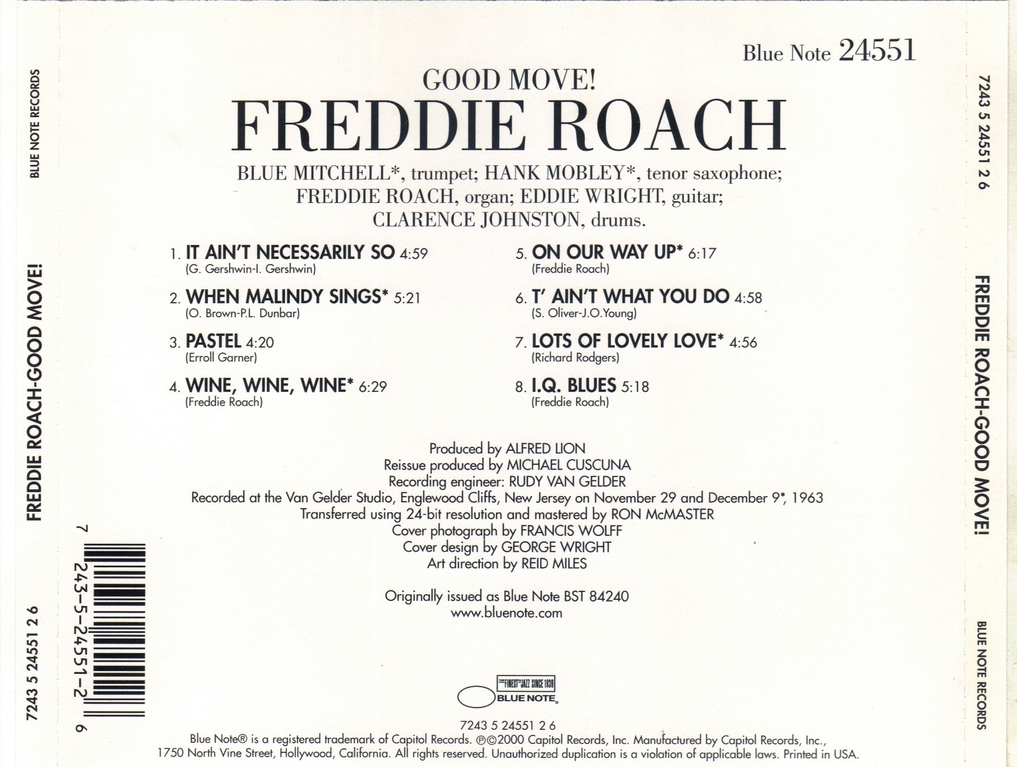 Blue Note 24551
GOOD MOVE!
FREDDIE ROACH
BLUE MITCHELL*, trumpet; HANK MOBLEY*, tenor saxophone;
FREDDIE ROACH, organ; EDDIE WRIGHT, guitar;
CLARENCE JOHNSTON, drums.
1. IT AIN'T NECESSARILY SO 4:59
(G. Gershwin-I. Gershwin)
2. WHEN MALINDY SINGS* 5:21
(O. Brown-P.L. Dunbar)
3. PASTEL 4:20
(Erroll Garner)
4. WINE, WINE, WINE* 6:29
(Freddie Roach)
5. ON OUR WAY UP* 6:17
(Freddie Roach)
6. T' AIN'T WHAT YOU DO 4:58
(S. Oliver-J.O.Young)
7. LOTS OF LOVELY LOVE* 4:56
(Richard Rodgers)
8. I.Q. BLUES 5:18
(Freddie Roach)
Produced by ALFRED LION
Reissue produced by MICHAEL CUSCUNA
Recording engineer: RUDY VAN GELDER
Recorded at the Van Gelder Studio, Englewood Cliffs, New Jersey on November 29 and December 9*, 1963
Transferred using 24-bit resolution and mastered by RON McMASTER
Cover photograph by FRANCIS WOLFF
Cover design by GEORGE WRIGHT
Art direction by REID MILES
Originally issued as Blue Note BST 84240
www.bluenote.com
THE FINEST IN JAZZ SINCE 1939
BLUE NOTE®
7243 5 24551 2 6
Blue Note® is a registered trademark of Capitol Records. ℗©2000 Capitol Records, Inc. Manufactured by Capitol Records, Inc.,
1750 North Vine Street, Hollywood, California. All rights reserved. Unauthorized duplication is a violation of applicable laws. Printed in USA.
7243 5 24551 2 6 FREDDIE ROACH-GOOD MOVE! BLUE NOTE RECORDS
7 243-5-24551-2 6
7243 5 24551 2 6 FREDDIE ROACH-GOOD MOVE! BLUE NOTE RECORDS